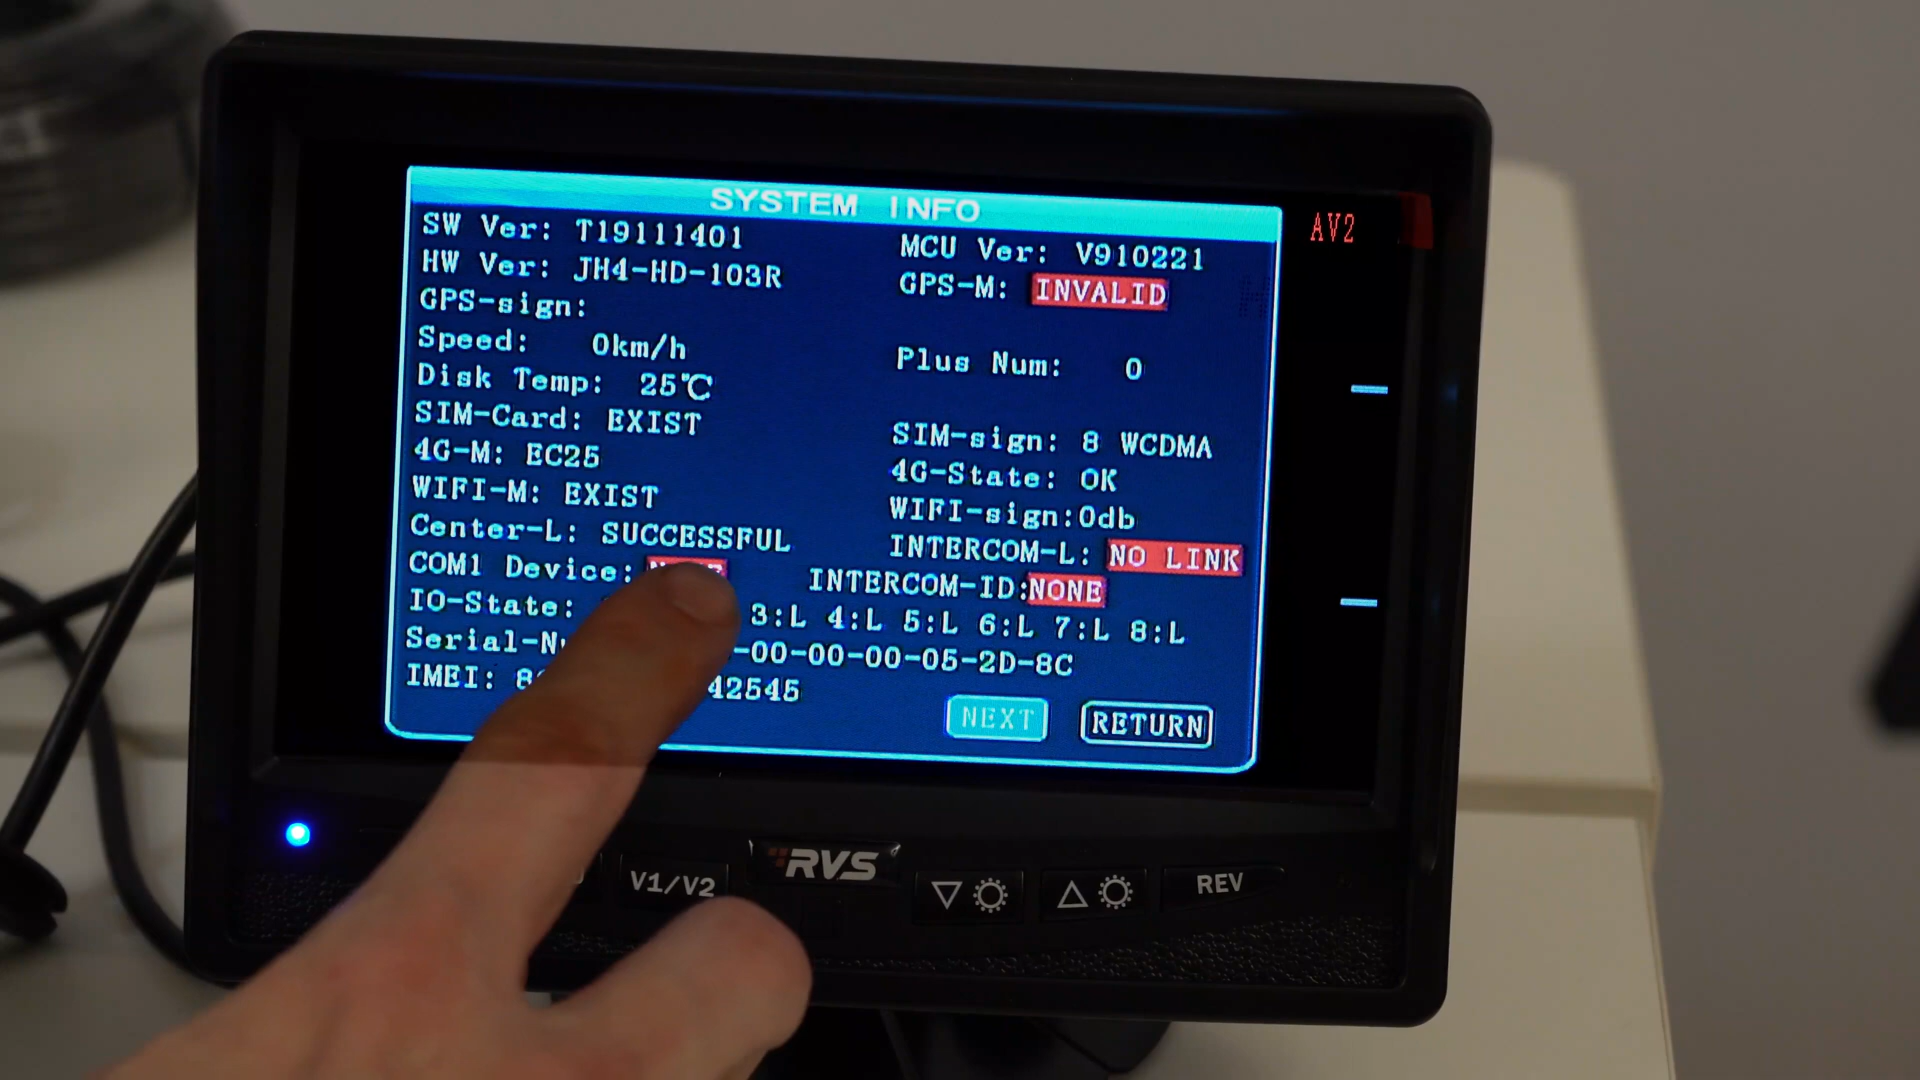 SYSTEM INFO
AV2
SW Ver: T19111401 MCU Ver: V910221
HW Ver: JH4-HD-103R GPS-M: INVALID
GPS-sign:
Speed: 0km/h Plus Num: 0
Disk Temp: 25℃
SIM-Card: EXIST SIM-sign: 8 WCDMA
4G-M: EC25 4G-State: OK
WIFI-M: EXIST WIFI-sign:0db
Center-L: SUCCESSFUL INTERCOM-L: NO LINK
COM1 Device: INTERCOM-ID:NONE
IO-State: 3:L 4:L 5:L 6:L 7:L 8:L
-00-00-00-05-2D-8C
IMEI: 42545
NEXT RETURN
V1/V2 RVS REV